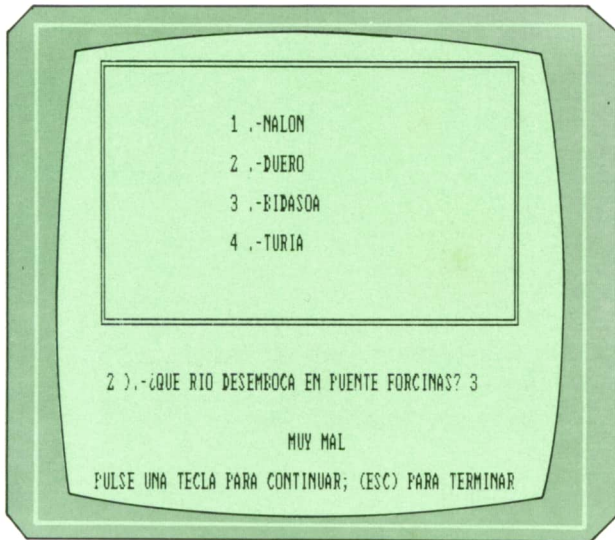 1 .-NALON
2 .-DUERO
3 .-BIDASOA
4 .-TURIA
2 ).-¿QUE RIO DESEMBOCA EN PUENTE FORCINAS? 3
MUY MAL
PULSE UNA TECLA PARA CONTINUAR; (ESC) PARA TERMINAR